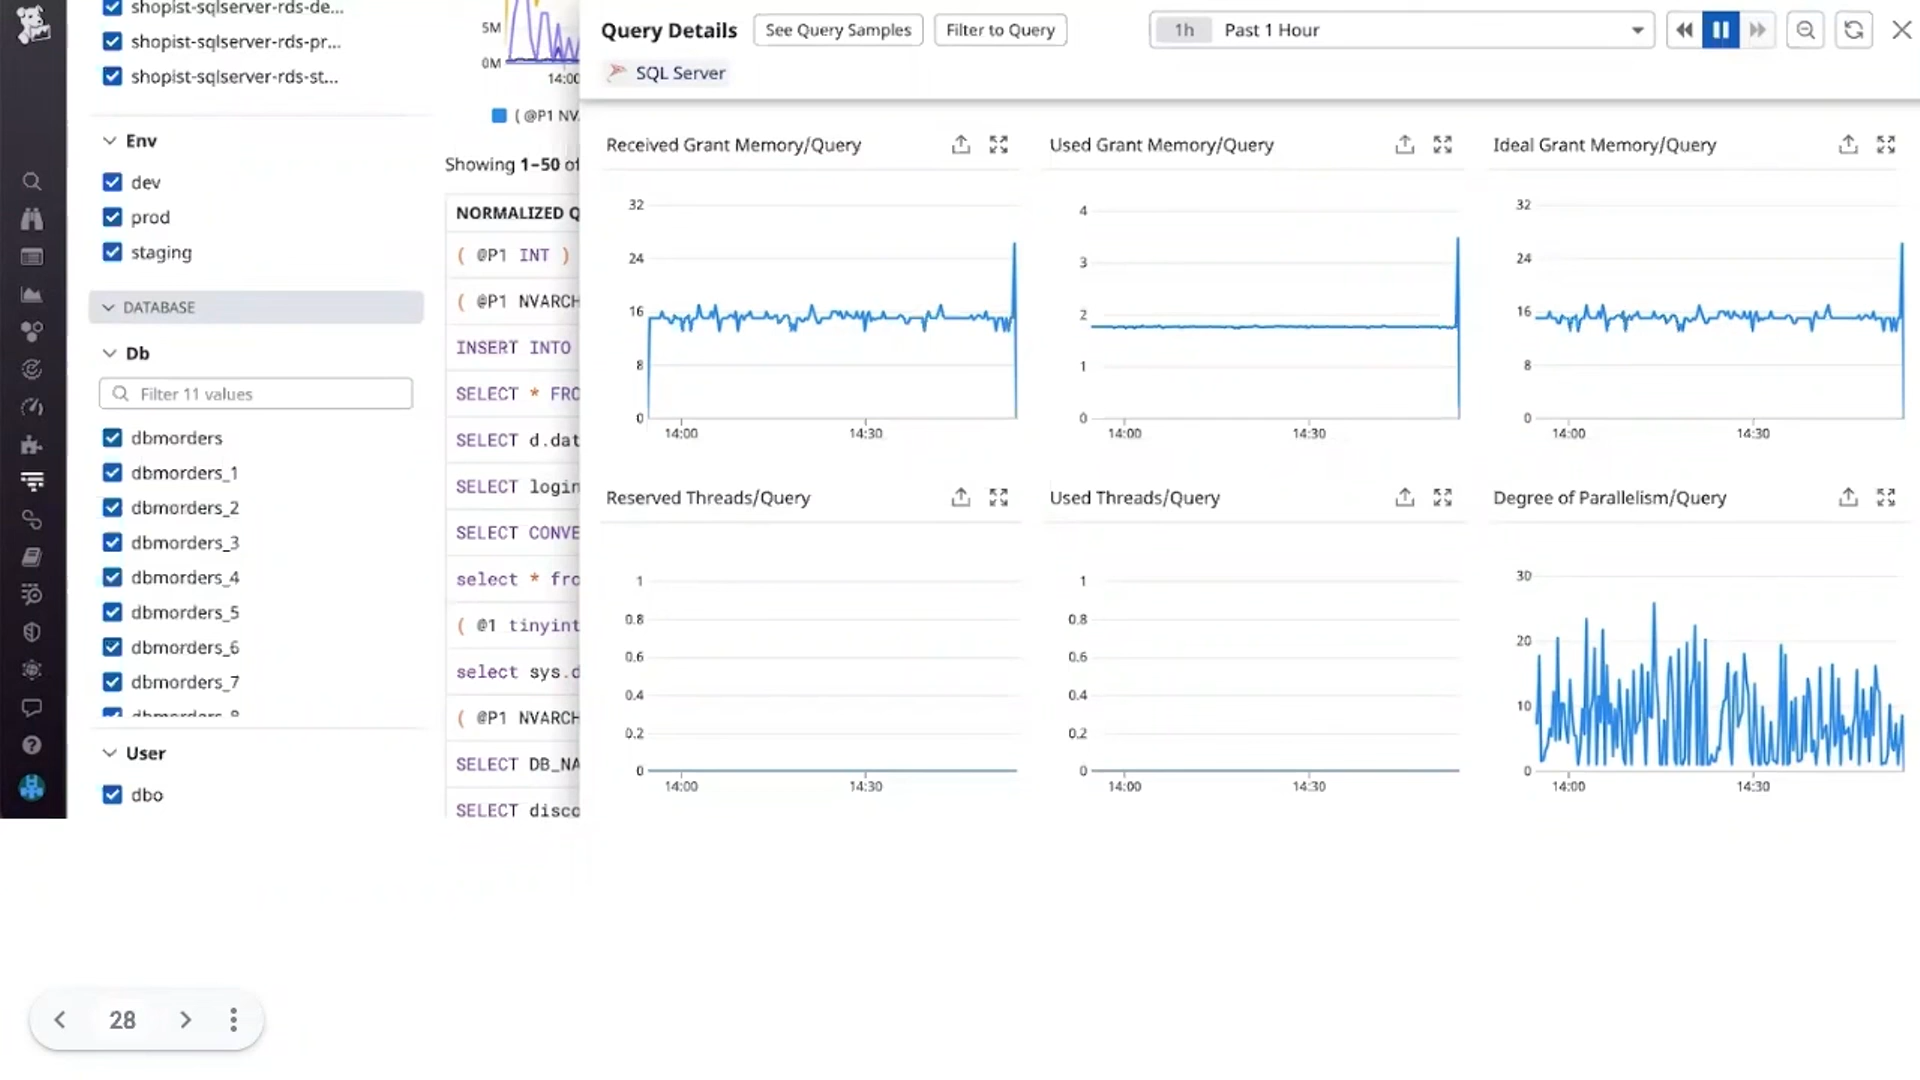 shopist-sqlserver-rds-de...
shopist-sqlserver-rds-pr...
shopist-sqlserver-rds-st...
Env
dev
prod
staging
DATABASE
Db
Filter 11 values
dbmorders
dbmorders_1
dbmorders_2
dbmorders_3
dbmorders_4
dbmorders_5
dbmorders_6
dbmorders_7
dbmorders_8
User
dbo
5M
0M
14:00
( @P1 NV
Showing 1–50 of
NORMALIZED Q
( @P1 INT )
( @P1 NVARCH
INSERT INTO
SELECT * FRO
SELECT d.dat
SELECT login
SELECT CONVE
select * fro
( @1 tinyint
select sys.d
( @P1 NVARCH
SELECT DB_NA
SELECT disco
Query Details
See Query Samples
Filter to Query
1h Past 1 Hour
SQL Server
Received Grant Memory/Query
32
24
16
8
0
14:00 14:30
Used Grant Memory/Query
4
3
2
1
0
14:00 14:30
Ideal Grant Memory/Query
32
24
16
8
0
14:00 14:30
Reserved Threads/Query
1
0.8
0.6
0.4
0.2
0
14:00 14:30
Used Threads/Query
1
0.8
0.6
0.4
0.2
0
14:00 14:30
Degree of Parallelism/Query
30
20
10
0
14:00 14:30
28